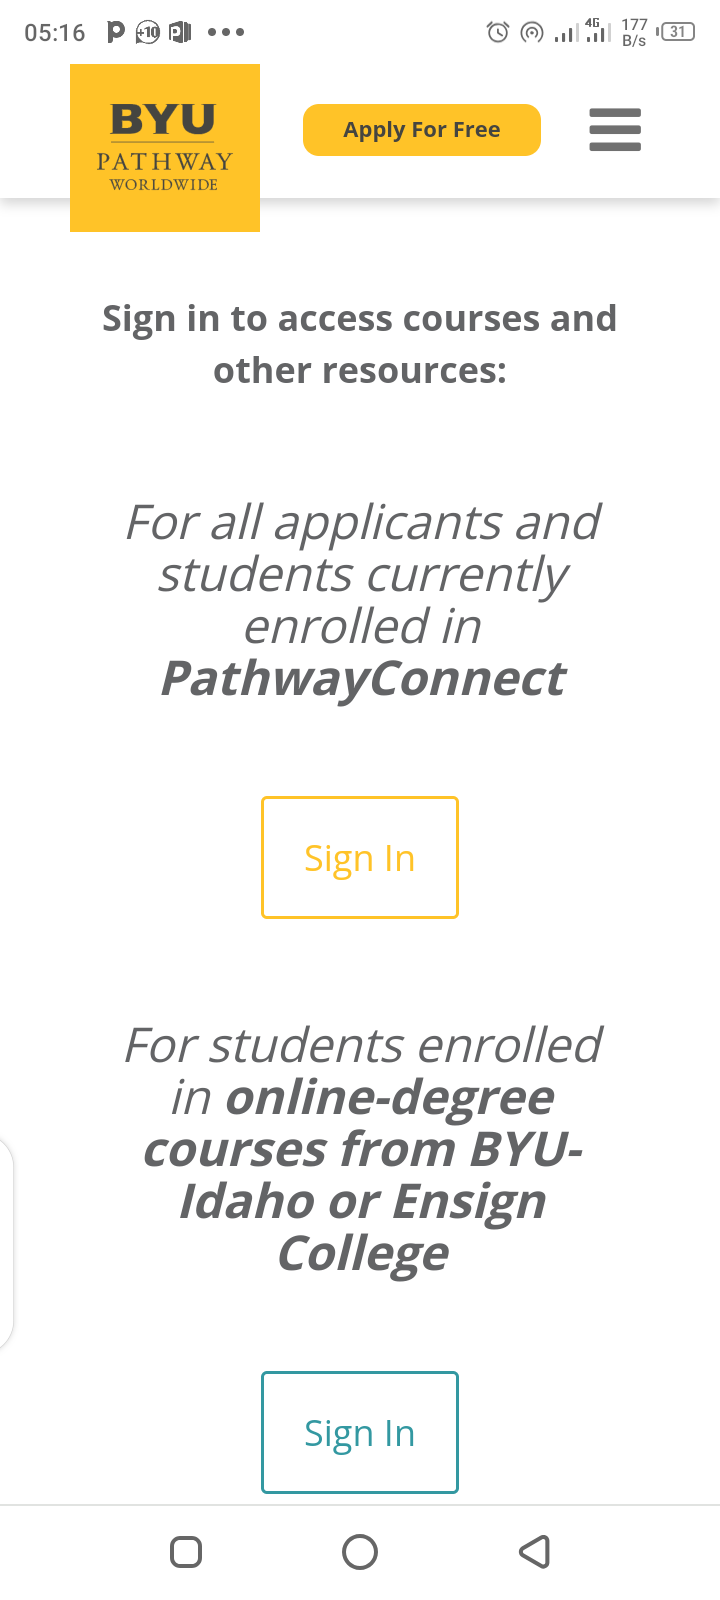 05:16
+10
4G
177
B/s
31
BYU
PATHWAY
WORLDWIDE
Apply For Free
Sign in to access courses and
other resources:
For all applicants and
students currently
enrolled in
PathwayConnect
Sign In
For students enrolled
in online-degree
courses from BYU-
Idaho or Ensign
College
Sign In